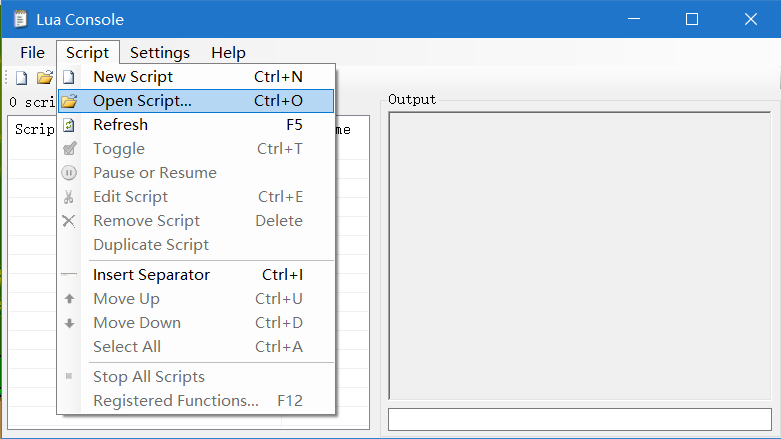 Lua Console
File Script Settings Help
New Script Ctrl+N
Open Script... Ctrl+O
Refresh F5
Toggle Ctrl+T
Pause or Resume
Edit Script Ctrl+E
Remove Script Delete
Duplicate Script
Insert Separator Ctrl+I
Move Up Ctrl+U
Move Down Ctrl+D
Select All Ctrl+A
Stop All Scripts
Registered Functions... F12
0 scri
Scrip
me
Output